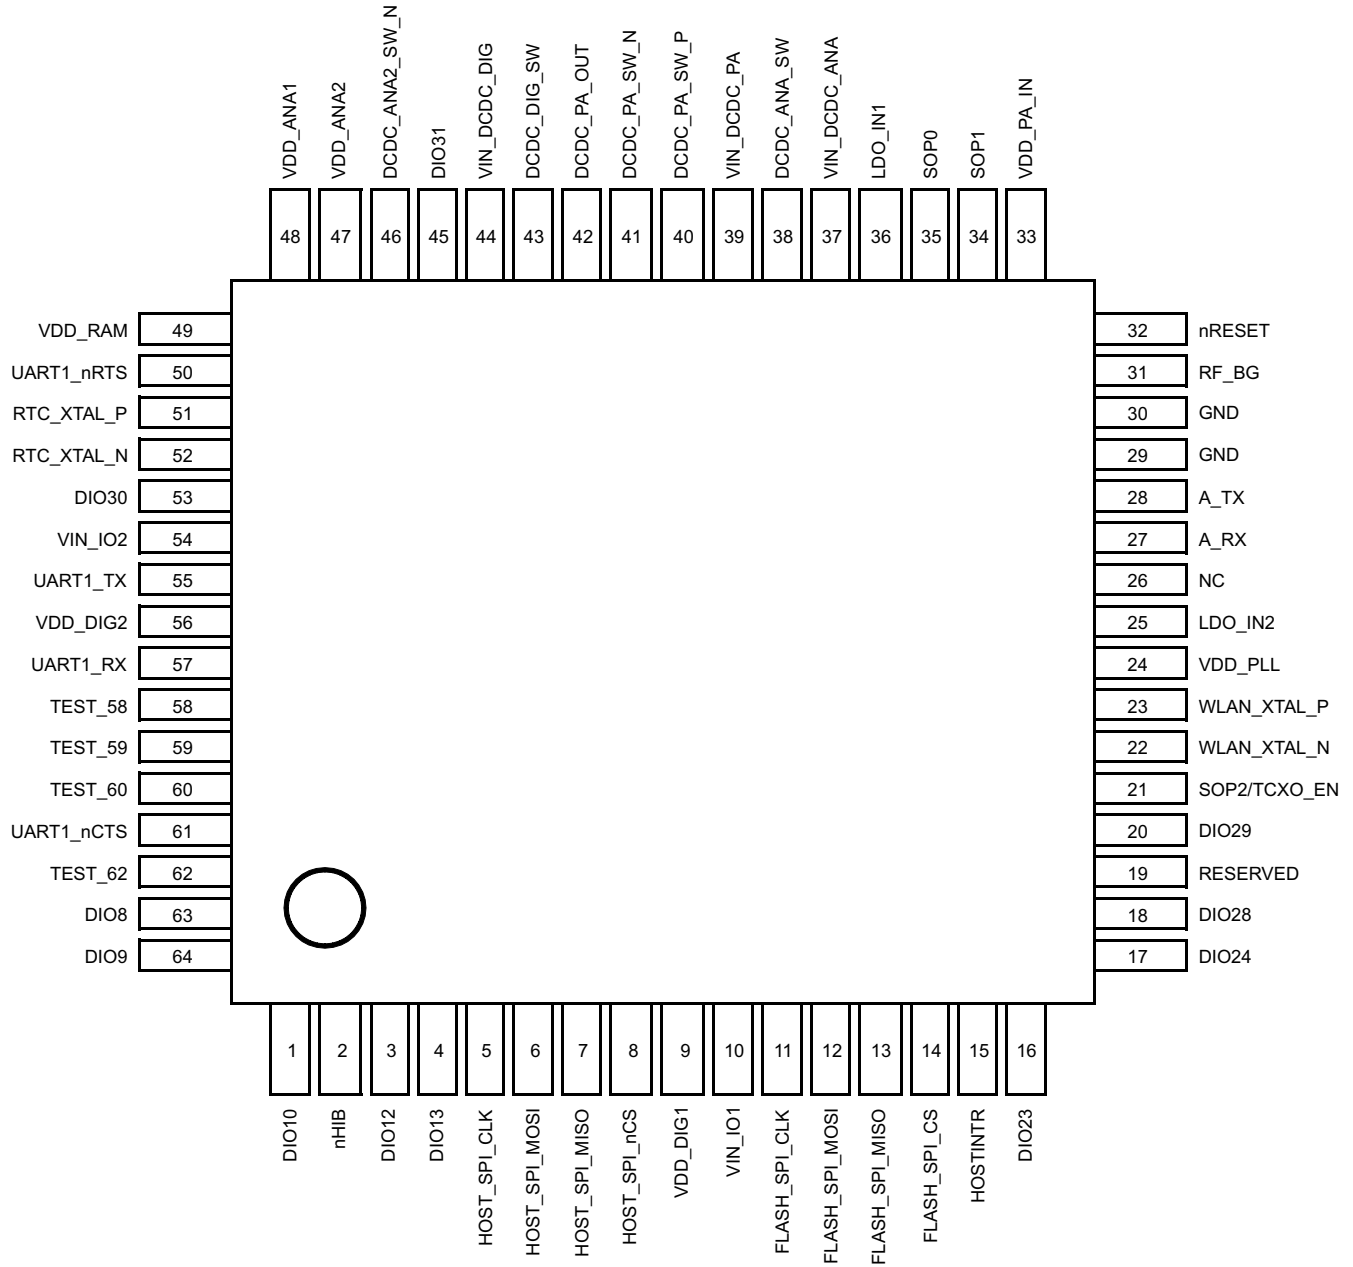 VDD_ANA1
VDD_ANA2
DCDC_ANA2_SW_N
DIO31
VIN_DCDC_DIG
DCDC_DIG_SW
DCDC_PA_OUT
DCDC_PA_SW_N
DCDC_PA_SW_P
VIN_DCDC_PA
DCDC_ANA_SW
VIN_DCDC_ANA
LDO_IN1
SOP0
SOP1
VDD_PA_IN
48 47 46 45 44 43 42 41 40 39 38 37 36 35 34 33
VDD_RAM 49
UART1_nRTS 50
RTC_XTAL_P 51
RTC_XTAL_N 52
DIO30 53
VIN_IO2 54
UART1_TX 55
VDD_DIG2 56
UART1_RX 57
TEST_58 58
TEST_59 59
TEST_60 60
UART1_nCTS 61
TEST_62 62
DIO8 63
DIO9 64
32 nRESET
31 RF_BG
30 GND
29 GND
28 A_TX
27 A_RX
26 NC
25 LDO_IN2
24 VDD_PLL
23 WLAN_XTAL_P
22 WLAN_XTAL_N
21 SOP2/TCXO_EN
20 DIO29
19 RESERVED
18 DIO28
17 DIO24
1 2 3 4 5 6 7 8 9 10 11 12 13 14 15 16
DIO10
nHIB
DIO12
DIO13
HOST_SPI_CLK
HOST_SPI_MOSI
HOST_SPI_MISO
HOST_SPI_nCS
VDD_DIG1
VIN_IO1
FLASH_SPI_CLK
FLASH_SPI_MOSI
FLASH_SPI_MISO
FLASH_SPI_CS
HOSTINTR
DIO23